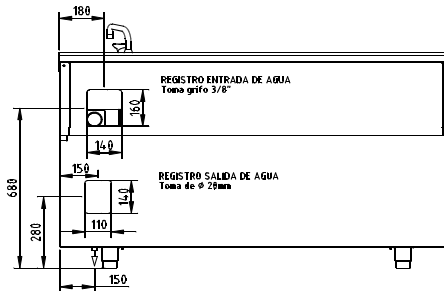 180
REGISTRO ENTRADA DE AGUA
Toma grifo 3/8"
160
140
150
REGISTRO SALIDA DE AGUA
Toma de Ø 20mm
140
680
110
280
150